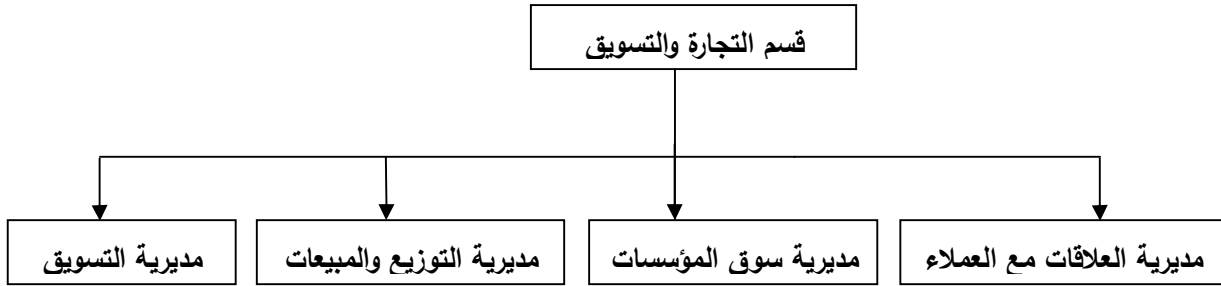 قسم التجارة والتسويق
مديرية العلاقات مع العملاء
مديرية سوق المؤسسات
مديرية التوزيع والمبيعات
مديرية التسويق